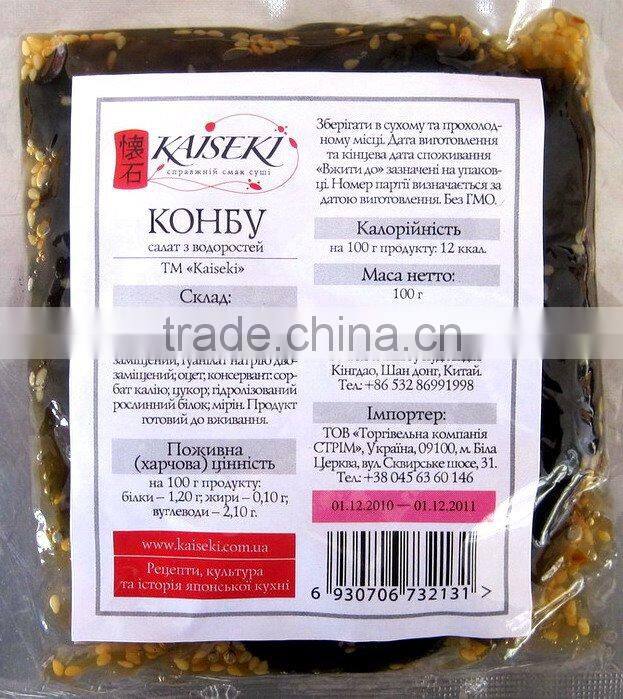 懐石
KAISEKI
справжній смак суші
КОНБУ
салат з водоростей
ТМ «Kaiseki»
Склад:
заміщений, гуанілат натрію дво-
заміщений; оцет; консервант: сор-
бат калію; цукор; гідролізований
рослинний білок; мірін. Продукт
готовий до вживання.
Поживна
(харчова) цінність
на 100 г продукту:
білки – 1,20 г; жири – 0,10 г;
вуглеводи – 2,10 г.
www.kaiseki.com.ua
Рецепти, культура
та історія японської кухні
Зберігати в сухому та прохолод-
ному місці. Дата виготовлення
та кінцева дата споживання
«Вжити до» зазначені на упаков-
ці. Номер партії визначається за
датою виготовлення. Без ГМО.
Калорійність
на 100 г продукту: 12 ккал.
Маса нетто:
100 г
trade.china.cn
Кінгдао, Шан донг, Китай.
Тел.: +86 532 86991998
Імпортер:
ТОВ «Торгівельна компанія
СТРІМ», Україна, 09100, м. Біла
Церква, вул. Сквирське шосе, 31.
Тел.: +38 045 63 60 146
01.12.2010 — 01.12.2011
6 930706 732131 >